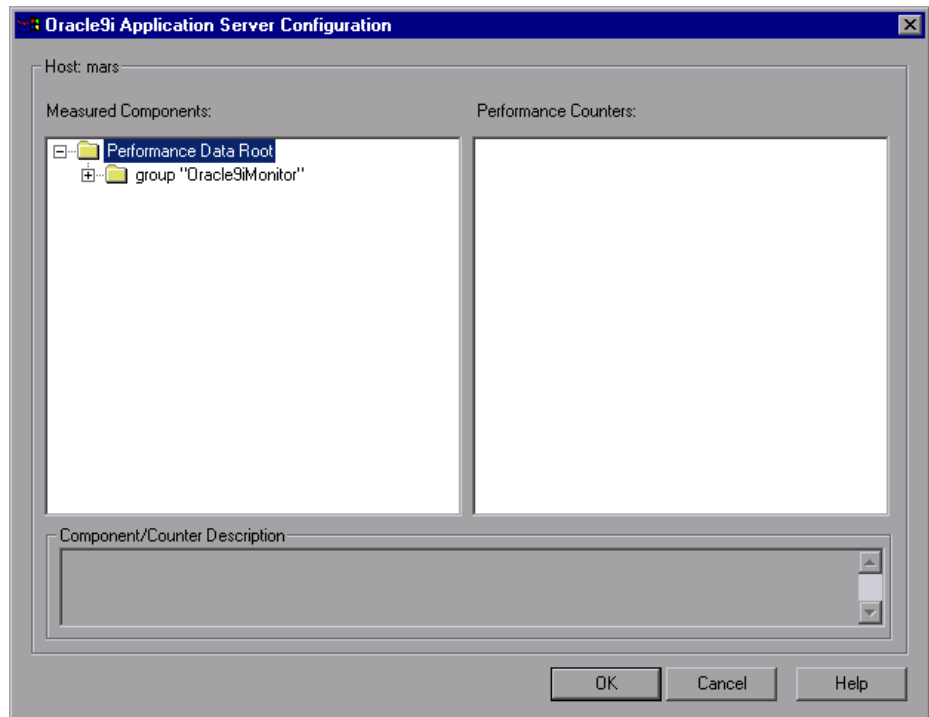 Oracle9i Application Server Configuration
Host: mars
Measured Components:
Performance Counters:
Performance Data Root
group "Oracle9iMonitor"
Component/Counter Description
OK
Cancel
Help